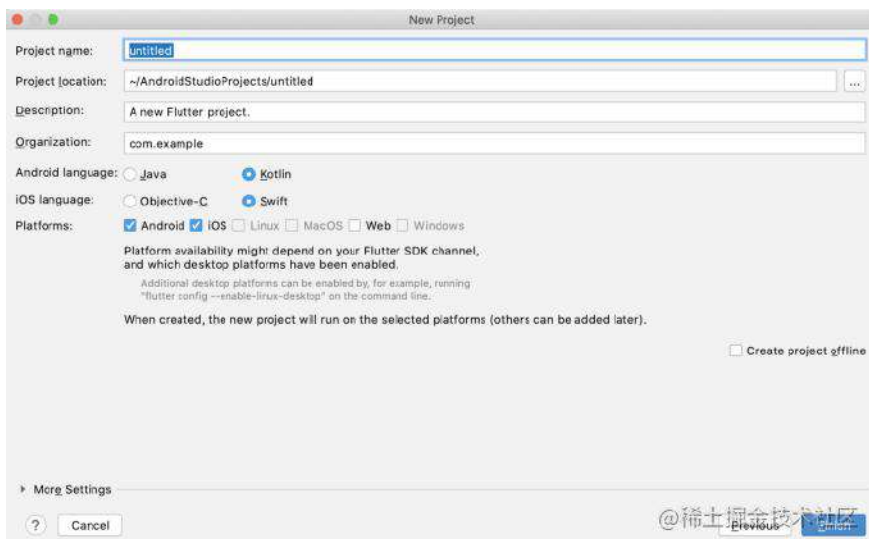 New Project
Project name: untitled
Project location: ~/AndroidStudioProjects/untitled ...
Description: A new Flutter project.
Organization: com.example
Android language: Java Kotlin
iOS language: Objective-C Swift
Platforms: Android iOS Linux MacOS Web Windows
Platform availability might depend on your Flutter SDK channel,
and which desktop platforms have been enabled.
Additional desktop platforms can be enabled by, for example, running
"flutter config --enable-linux-desktop" on the command line.
When created, the new project will run on the selected platforms (others can be added later).
Create project offline
More Settings
? Cancel Previous Finish
@稀土掘金技术社区